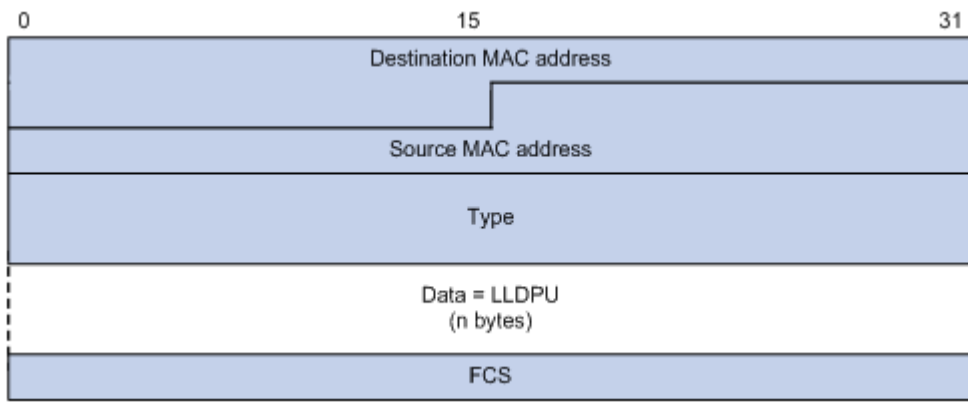 0 15 31
Destination MAC address
Source MAC address
Type
Data = LLDPU
(n bytes)
FCS